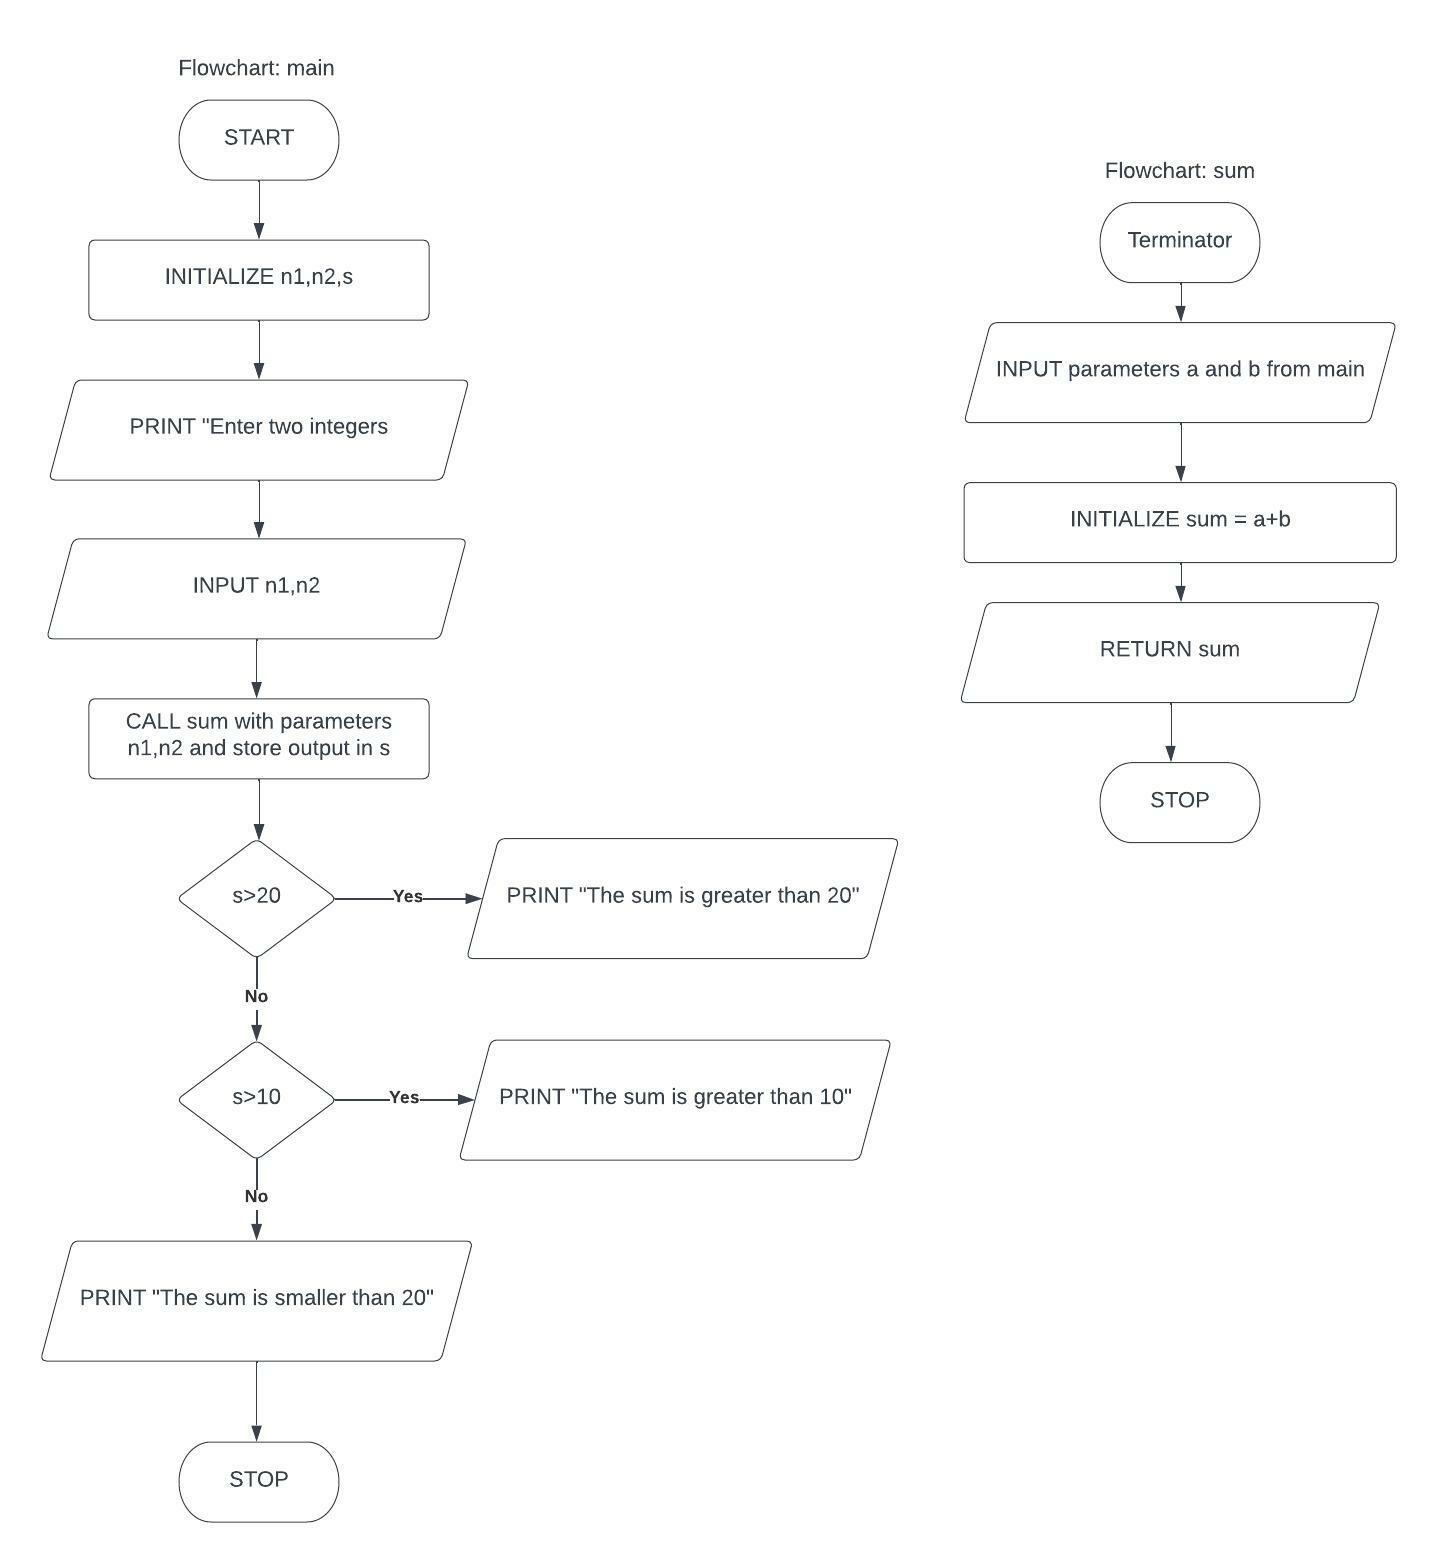 Flowchart: main
START
INITIALIZE n1,n2,s
PRINT "Enter two integers
INPUT n1,n2
CALL sum with parameters
n1,n2 and store output in s
s>20
Yes
PRINT "The sum is greater than 20"
No
s>10
Yes
PRINT "The sum is greater than 10"
No
PRINT "The sum is smaller than 20"
STOP
Flowchart: sum
Terminator
INPUT parameters a and b from main
INITIALIZE sum = a+b
RETURN sum
STOP